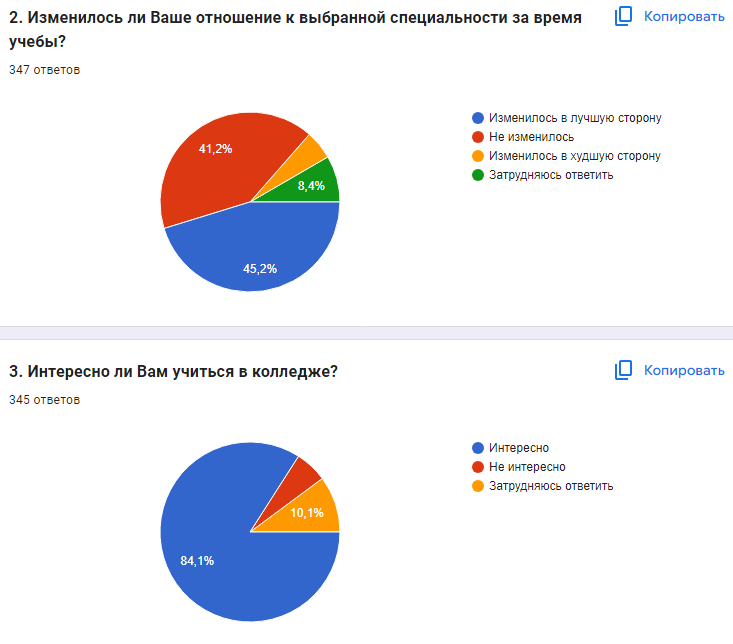 2. Изменилось ли Ваше отношение к выбранной специальности за время
учебы?
Копировать
347 ответов
Изменилось в лучшую сторону
Не изменилось
Изменилось в худшую сторону
Затрудняюсь ответить
41,2%
8,4%
45,2%
3. Интересно ли Вам учиться в колледже?
Копировать
345 ответов
Интересно
Не интересно
Затрудняюсь ответить
10,1%
84,1%